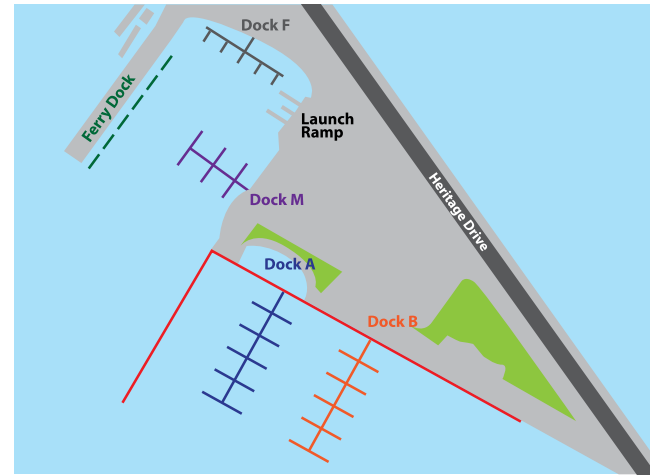 Dock F
Ferry Dock
Launch
Ramp
Heritage Drive
Dock M
Dock A
Dock B